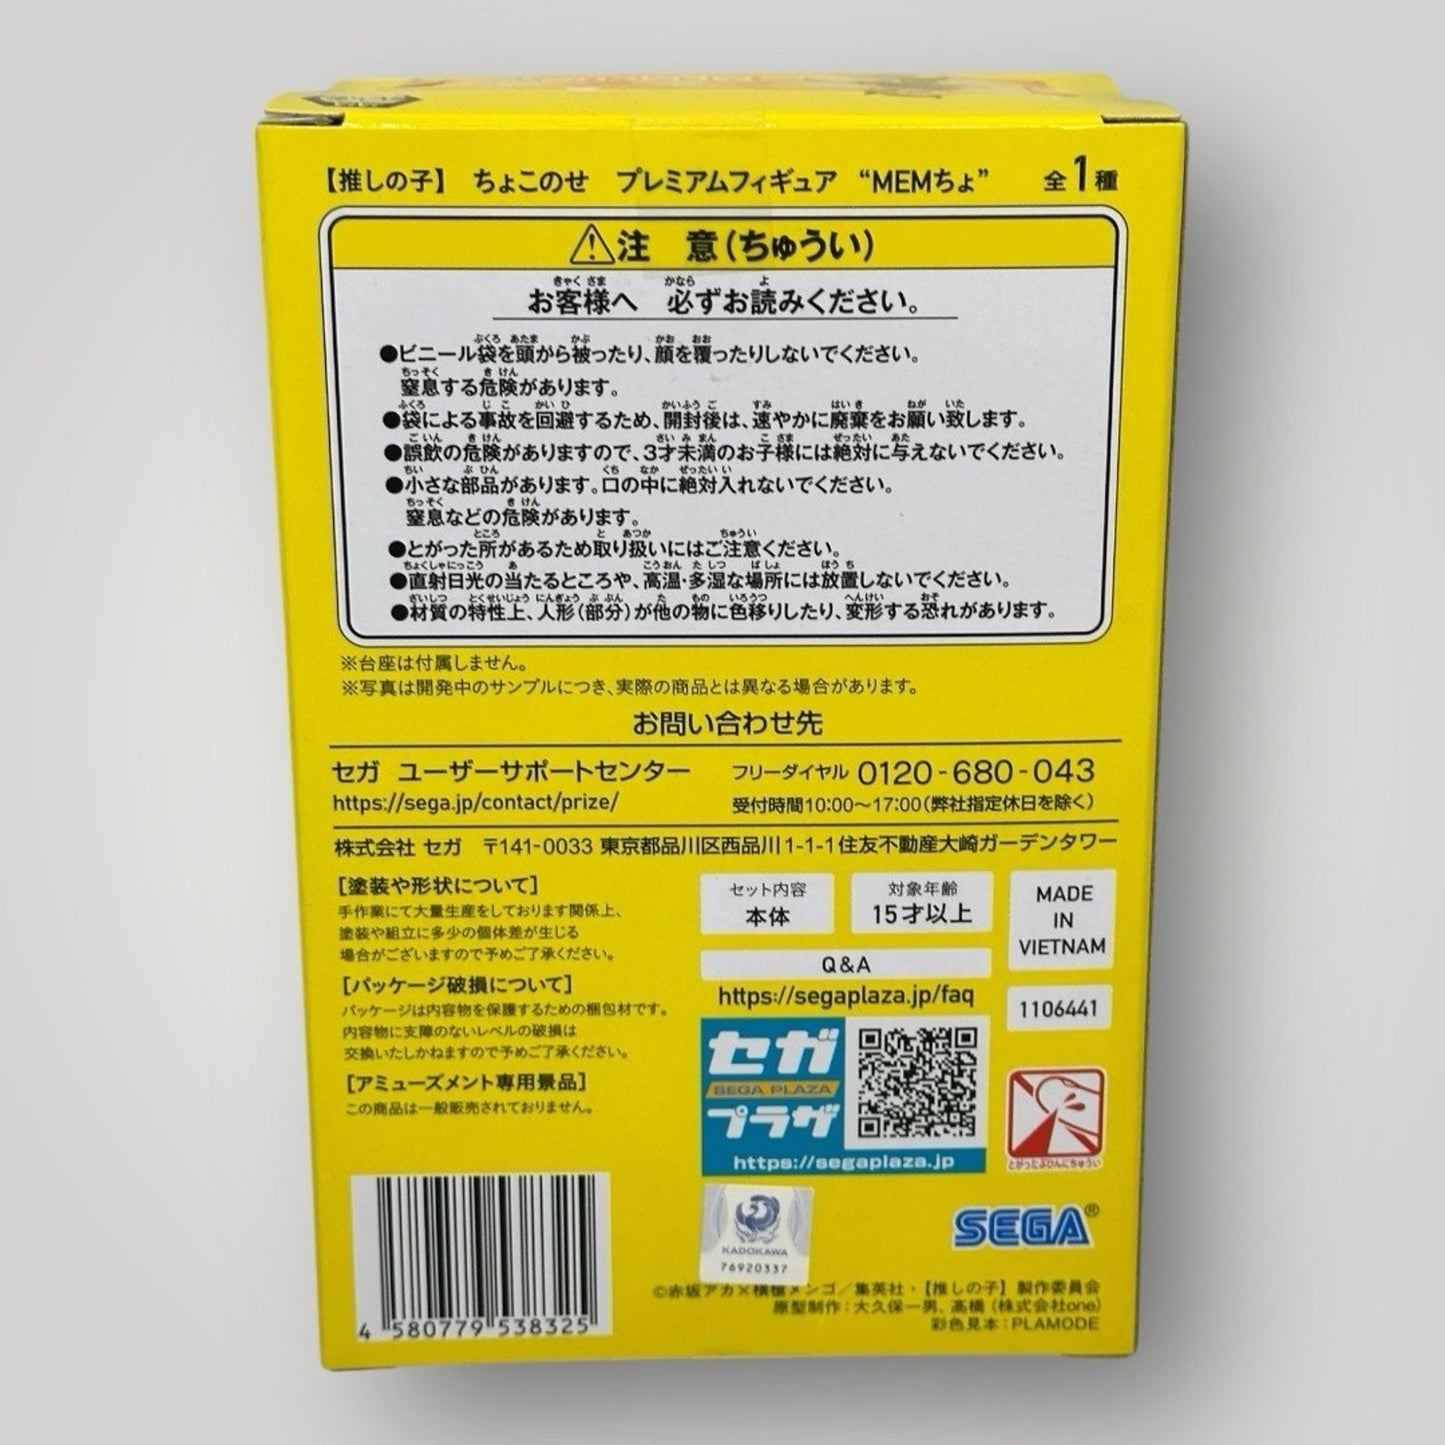 【推しの子】 ちょこのせ プレミアムフィギュア “MEMちょ” 全1種
注 意(ちゅうい)
お客様へ 必ずお読みください。
●ビニール袋を頭から被ったり、顔を覆ったりしないでください。
窒息する危険があります。
●袋による事故を回避するため、開封後は、速やかに廃棄をお願い致します。
●誤飲の危険がありますので、3才未満のお子様には絶対に与えないでください。
●小さな部品があります。口の中に絶対入れないでください。
窒息などの危険があります。
●とがった所があるため取り扱いにはご注意ください。
●直射日光の当たるところや、高温・多湿な場所には放置しないでください。
●材質の特性上、人形(部分)が他の物に色移りしたり、変形する恐れがあります。
※台座は付属しません。
※写真は開発中のサンプルにつき、実際の商品とは異なる場合があります。
お問い合わせ先
セガ ユーザーサポートセンター フリーダイヤル 0120-680-043
https://sega.jp/contact/prize/ 受付時間10:00〜17:00(弊社指定休日を除く)
株式会社 セガ 〒141-0033 東京都品川区西品川1-1-1住友不動産大崎ガーデンタワー
[塗装や形状について]
手作業にて大量生産をしております関係上、
塗装や組立に多少の個体差が生じる
場合がございますので予めご了承ください。
[パッケージ破損について]
パッケージは内容物を保護するための梱包材です。
内容物に支障のないレベルの破損は
交換いたしかねますので予めご了承ください。
[アミューズメント専用景品]
この商品は一般販売されておりません。
セット内容
本体
対象年齢
15才以上
MADE
IN
VIETNAM
Q&A
https://segaplaza.jp/faq
1106441
セガ
SEGA PLAZA
プラザ
https://segaplaza.jp
とがったぶひんにちゅうい
KADOKAWA
76920337
SEGA®
4 580779 538325
©赤坂アカ×横槍メンゴ/集英社・【推しの子】製作委員会
原型制作:大久保一男、高橋(株式会社one)
彩色見本:PLAMODE